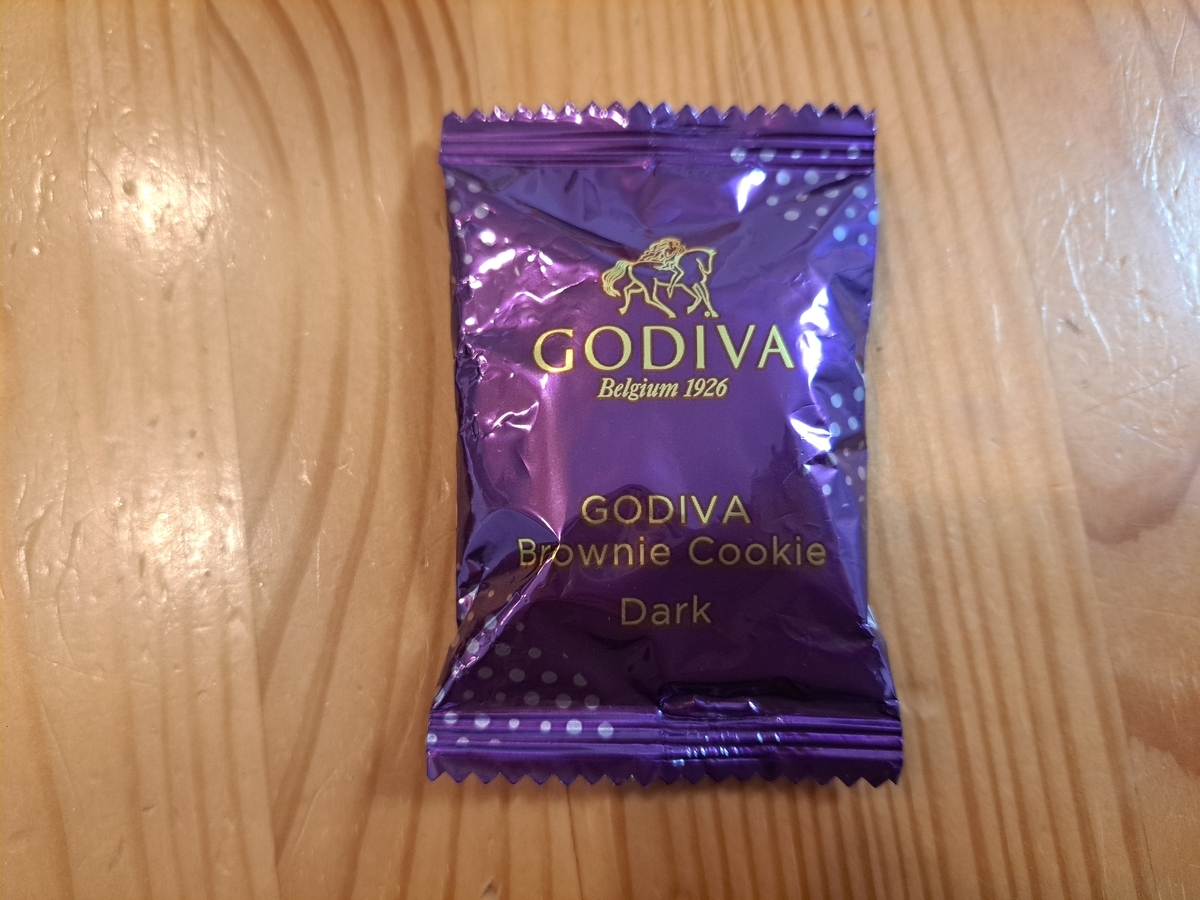 GODIVA
Belgium 1926
GODIVA
Brownie Cookie
Dark